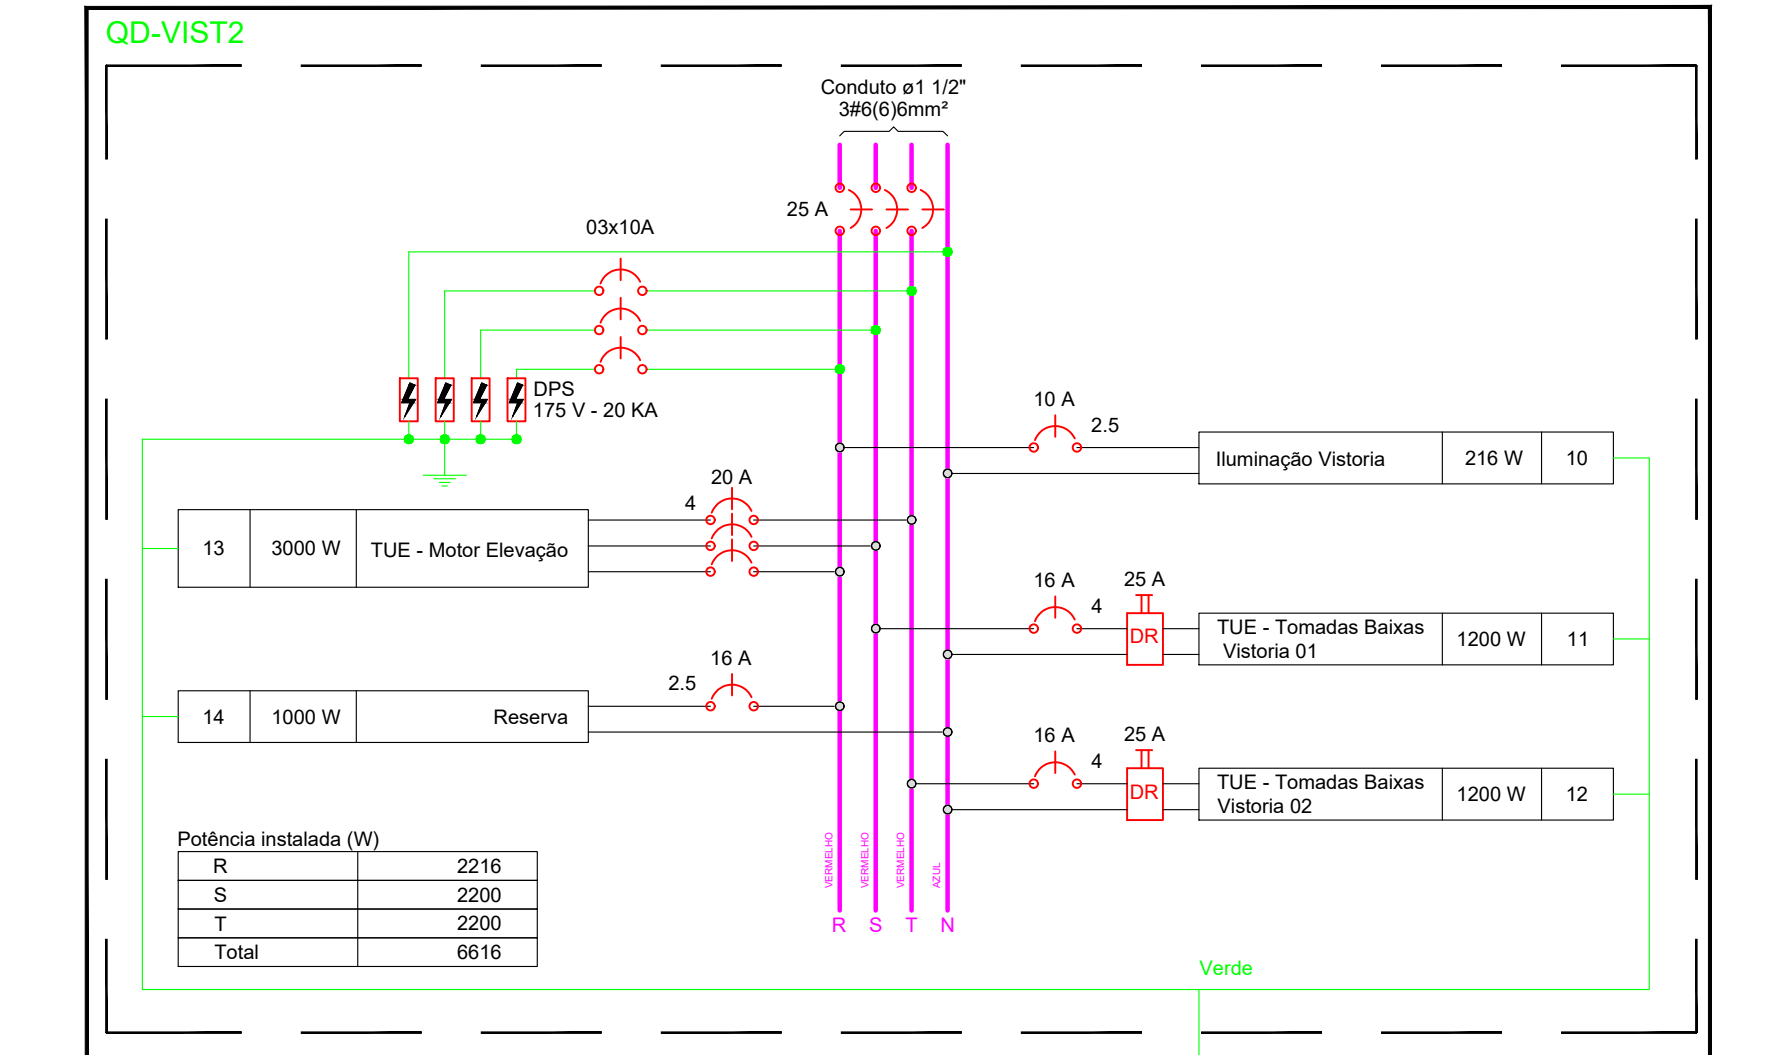 QD-VIST2
Conduto ø1 1/2"
3#6(6)6mm²
25 A
03x10A
DPS
175 V - 20 KA
10 A
2.5
Iluminação Vistoria 216 W 10
20 A
4
13 3000 W TUE - Motor Elevação
16 A 25 A
4
DR
TUE - Tomadas Baixas
Vistoria 01
1200 W 11
16 A
2.5
14 1000 W Reserva
16 A 25 A
4
DR
TUE - Tomadas Baixas
Vistoria 02
1200 W 12
Potência instalada (W)
R 2216
S 2200
T 2200
Total 6616
VERMELHO VERMELHO VERMELHO AZUL
R S T N
Verde